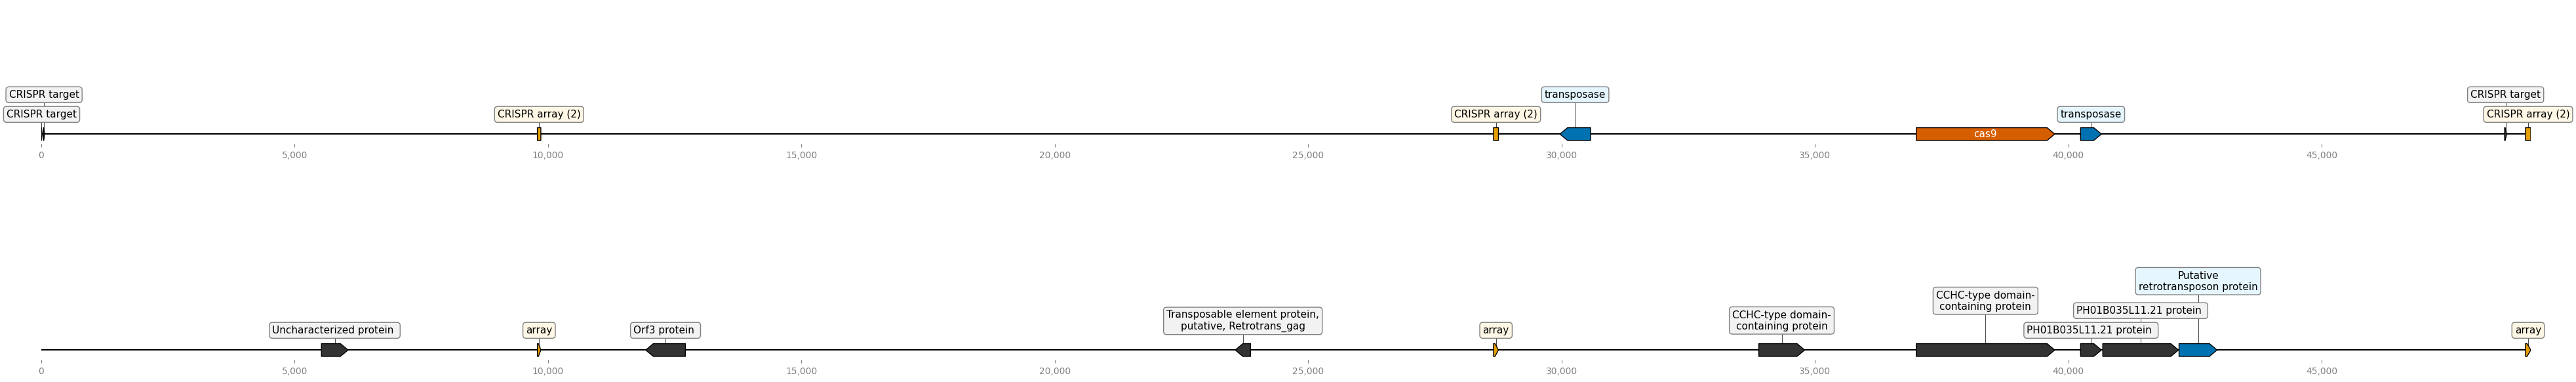 CRISPR target
CRISPR target
CRISPR array (2)
CRISPR array (2)
transposase
cas9
transposase
CRISPR target
CRISPR array (2)
0
5,000
10,000
15,000
20,000
25,000
30,000
35,000
40,000
45,000
Uncharacterized protein
array
Orf3 protein
Transposable element protein,
putative, Retrotrans_gag
array
CCHC-type domain-
containing protein
CCHC-type domain-
containing protein
PH01B035L11.21 protein
PH01B035L11.21 protein
Putative
retrotransposon protein
array
0
5,000
10,000
15,000
20,000
25,000
30,000
35,000
40,000
45,000